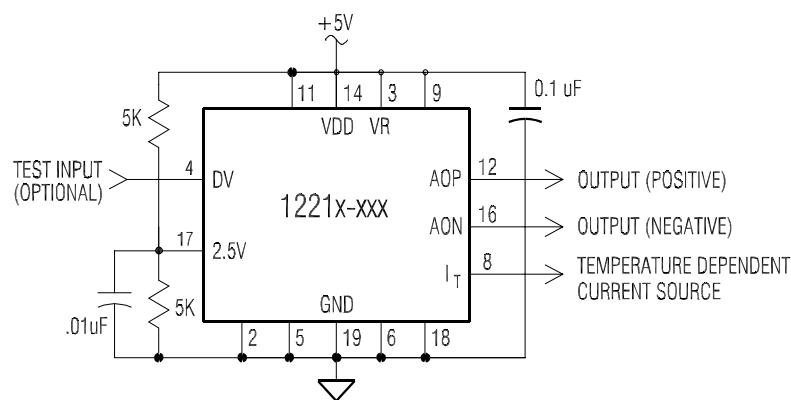 +5V
11
14
3
9
0.1 uF
5K
VDD
VR
TEST INPUT
(OPTIONAL)
4
DV
1221x-xxx
AOP
12
OUTPUT (POSITIVE)
AON
16
OUTPUT (NEGATIVE)
17
2.5V
IT
8
TEMPERATURE DEPENDENT
CURRENT SOURCE
.01uF
5K
GND
2
5
19
6
18